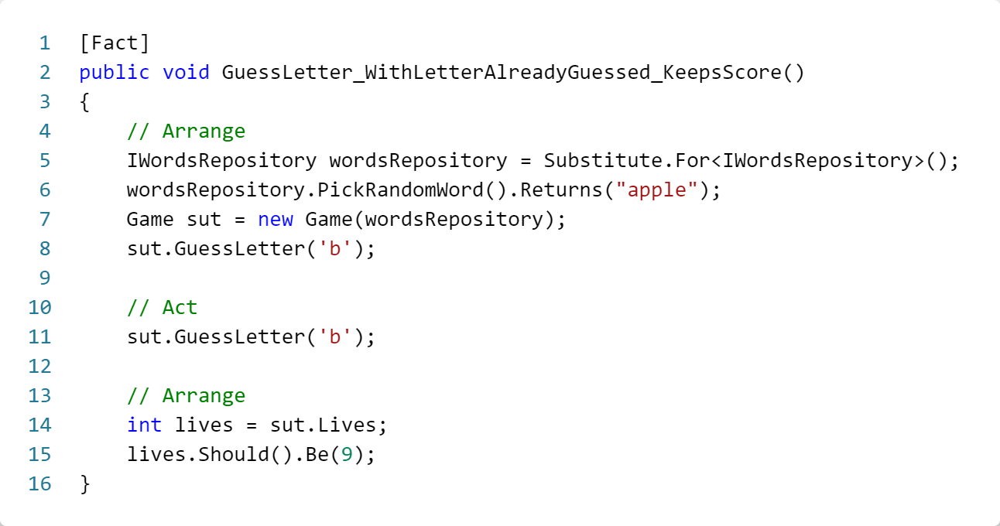 1 [Fact]
2 public void GuessLetter_WithLetterAlreadyGuessed_KeepsScore()
3 {
4     // Arrange
5     IWordsRepository wordsRepository = Substitute.For<IWordsRepository>();
6     wordsRepository.PickRandomWord().Returns("apple");
7     Game sut = new Game(wordsRepository);
8     sut.GuessLetter('b');
9
10     // Act
11     sut.GuessLetter('b');
12
13     // Arrange
14     int lives = sut.Lives;
15     lives.Should().Be(9);
16 }